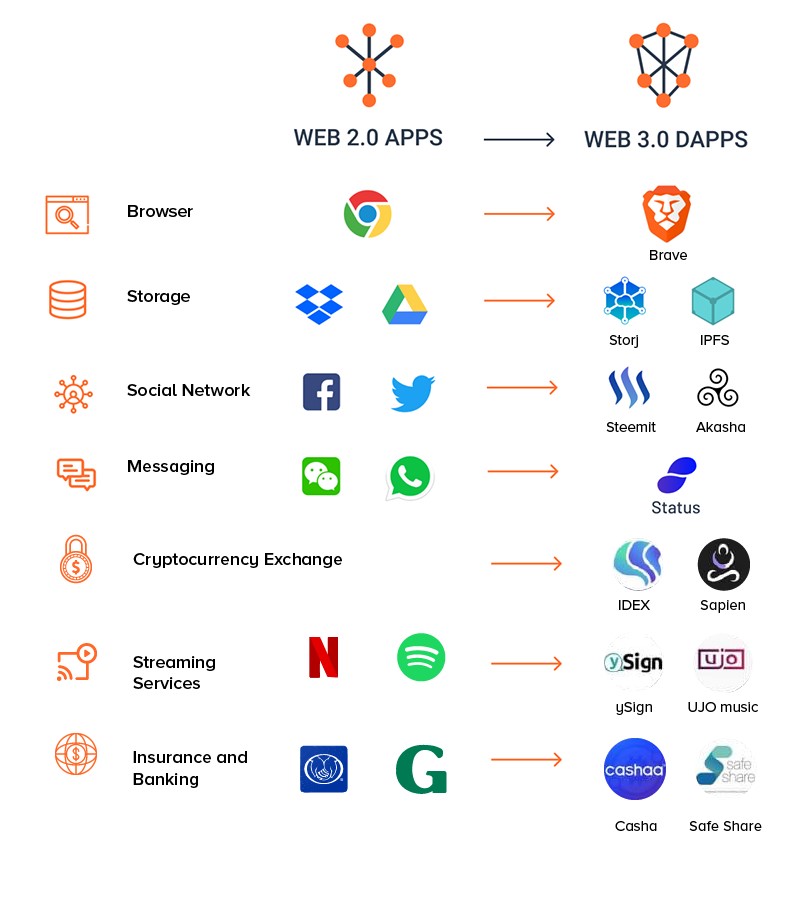 WEB 2.0 APPS
WEB 3.0 DAPPS
Browser
Brave
Storage
Storj
IPFS
Social Network
Steemit
Akasha
Messaging
Status
Cryptocurrency Exchange
IDEX
Sapien
$
N
Streaming
Services
ySign
ujo
ySign
UJO music
$
Insurance and
Banking
G
cashaa
safe
share
Casha
Safe Share